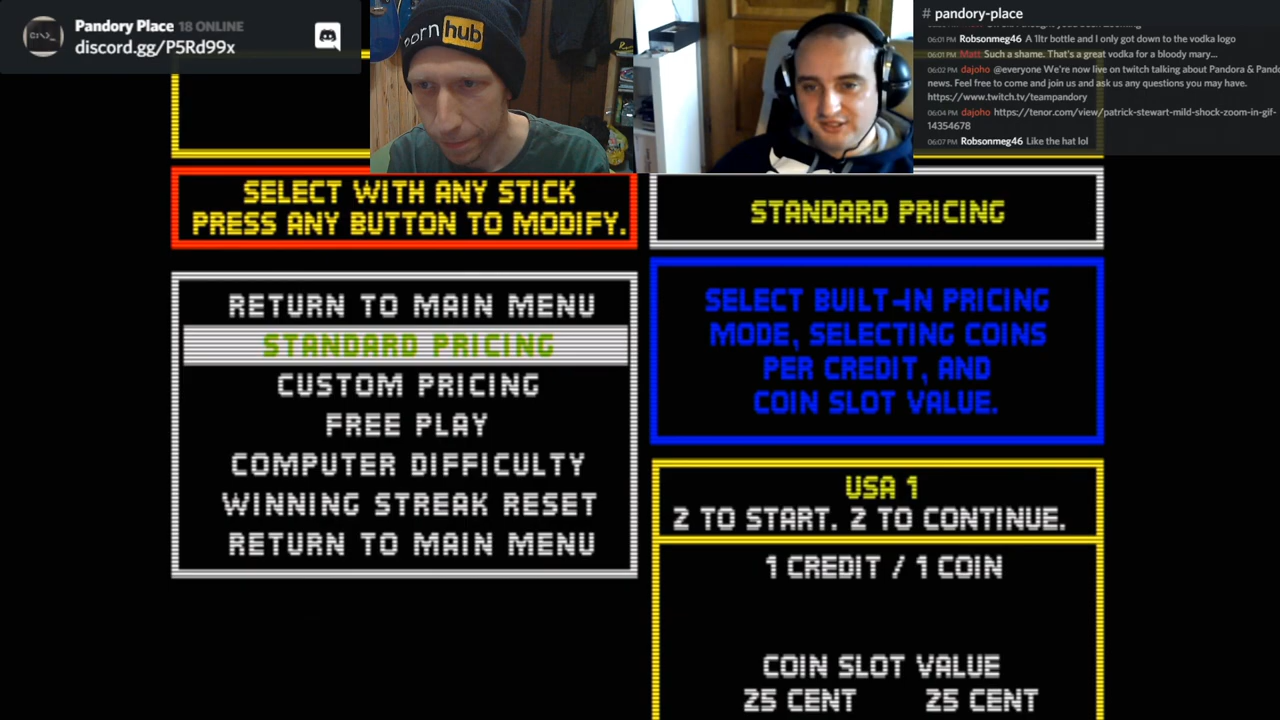 Pandory Place 18 ONLINE
discord.gg/P5Rd99x
C:\>_
porn hub
# pandory-place
06:01 PM Robsonmeg46 A 1ltr bottle and I only got down to the vodka logo
06:01 PM Matt Such a shame. That's a great vodka for a bloody mary...
06:02 PM dajoho @everyone We're now live on twitch talking about Pandora & Pand
news. Feel free to come and join us and ask us any questions you may have.
https://www.twitch.tv/teampandory
06:04 PM dajoho https://tenor.com/view/patrick-stewart-mild-shock-zoom-in-gif-
14354678
06:07 PM Robsonmeg46 Like the hat lol
SELECT WITH ANY STICK
PRESS ANY BUTTON TO MODIFY.
RETURN TO MAIN MENU
STANDARD PRICING
CUSTOM PRICING
FREE PLAY
COMPUTER DIFFICULTY
WINNING STREAK RESET
RETURN TO MAIN MENU
STANDARD PRICING
SELECT BUILT-IN PRICING
MODE, SELECTING COINS
PER CREDIT, AND
COIN SLOT VALUE.
USA 1
2 TO START. 2 TO CONTINUE.
1 CREDIT / 1 COIN
COIN SLOT VALUE
25 CENT 25 CENT